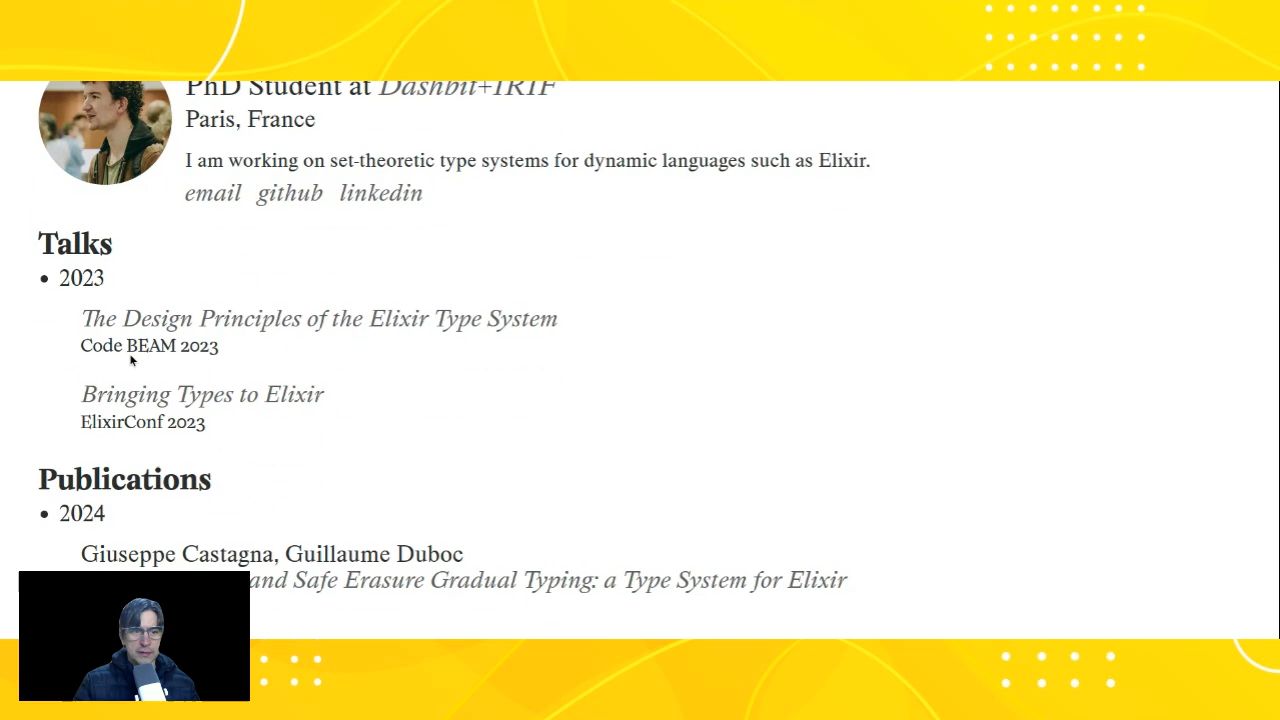 PhD Student at Dashbit+IRIF
Paris, France
I am working on set-theoretic type systems for dynamic languages such as Elixir.
email github linkedin
Talks
• 2023
The Design Principles of the Elixir Type System
Code BEAM 2023
Bringing Types to Elixir
ElixirConf 2023
Publications
• 2024
Giuseppe Castagna, Guillaume Duboc
and Safe Erasure Gradual Typing: a Type System for Elixir